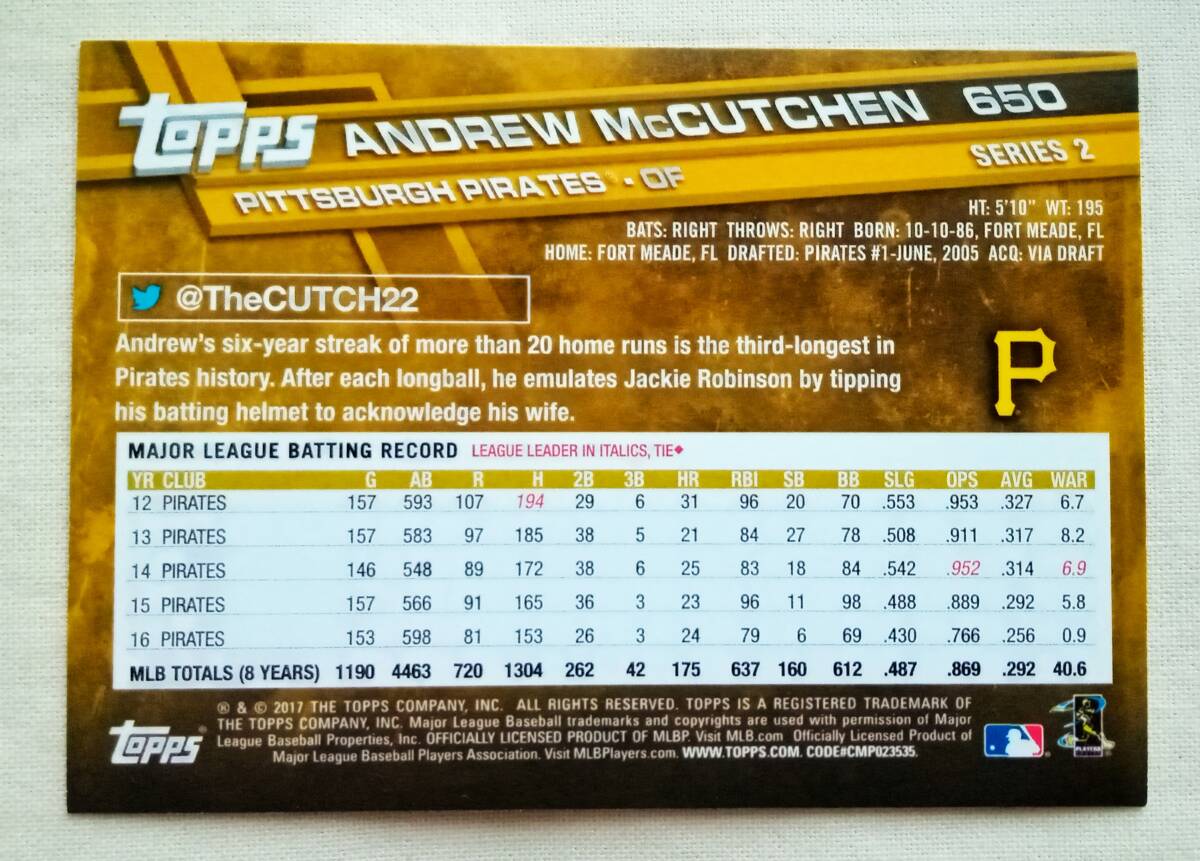 Topps ANDREW McCUTCHEN 650
PITTSBURGH PIRATES · OF SERIES 2
HT: 5'10" WT: 195
BATS: RIGHT THROWS: RIGHT BORN: 10-10-86, FORT MEADE, FL
HOME: FORT MEADE, FL DRAFTED: PIRATES #1-JUNE, 2005 ACQ: VIA DRAFT
@TheCUTCH22
Andrew's six-year streak of more than 20 home runs is the third-longest in
Pirates history. After each longball, he emulates Jackie Robinson by tipping
his batting helmet to acknowledge his wife.
P
MAJOR LEAGUE BATTING RECORD LEAGUE LEADER IN ITALICS, TIE◆
YR CLUB G AB R H 2B 3B HR RBI SB BB SLG OPS AVG WAR
12 PIRATES 157 593 107 194 29 6 31 96 20 70 .553 .953 .327 6.7
13 PIRATES 157 583 97 185 38 5 21 84 27 78 .508 .911 .317 8.2
14 PIRATES 146 548 89 172 38 6 25 83 18 84 .542 .952 .314 6.9
15 PIRATES 157 566 91 165 36 3 23 96 11 98 .488 .889 .292 5.8
16 PIRATES 153 598 81 153 26 3 24 79 6 69 .430 .766 .256 0.9
MLB TOTALS (8 YEARS) 1190 4463 720 1304 262 42 175 637 160 612 .487 .869 .292 40.6
® & © 2017 THE TOPPS COMPANY, INC. ALL RIGHTS RESERVED. TOPPS IS A REGISTERED TRADEMARK OF
THE TOPPS COMPANY, INC. Major League Baseball trademarks and copyrights are used with permission of Major
League Baseball Properties, Inc. OFFICIALLY LICENSED PRODUCT OF MLBP. Visit MLB.com Officially Licensed Product of
Major League Baseball Players Association. Visit MLBPlayers.com. WWW.TOPPS.COM. CODE#CMP023535.
Topps
PLAYERS